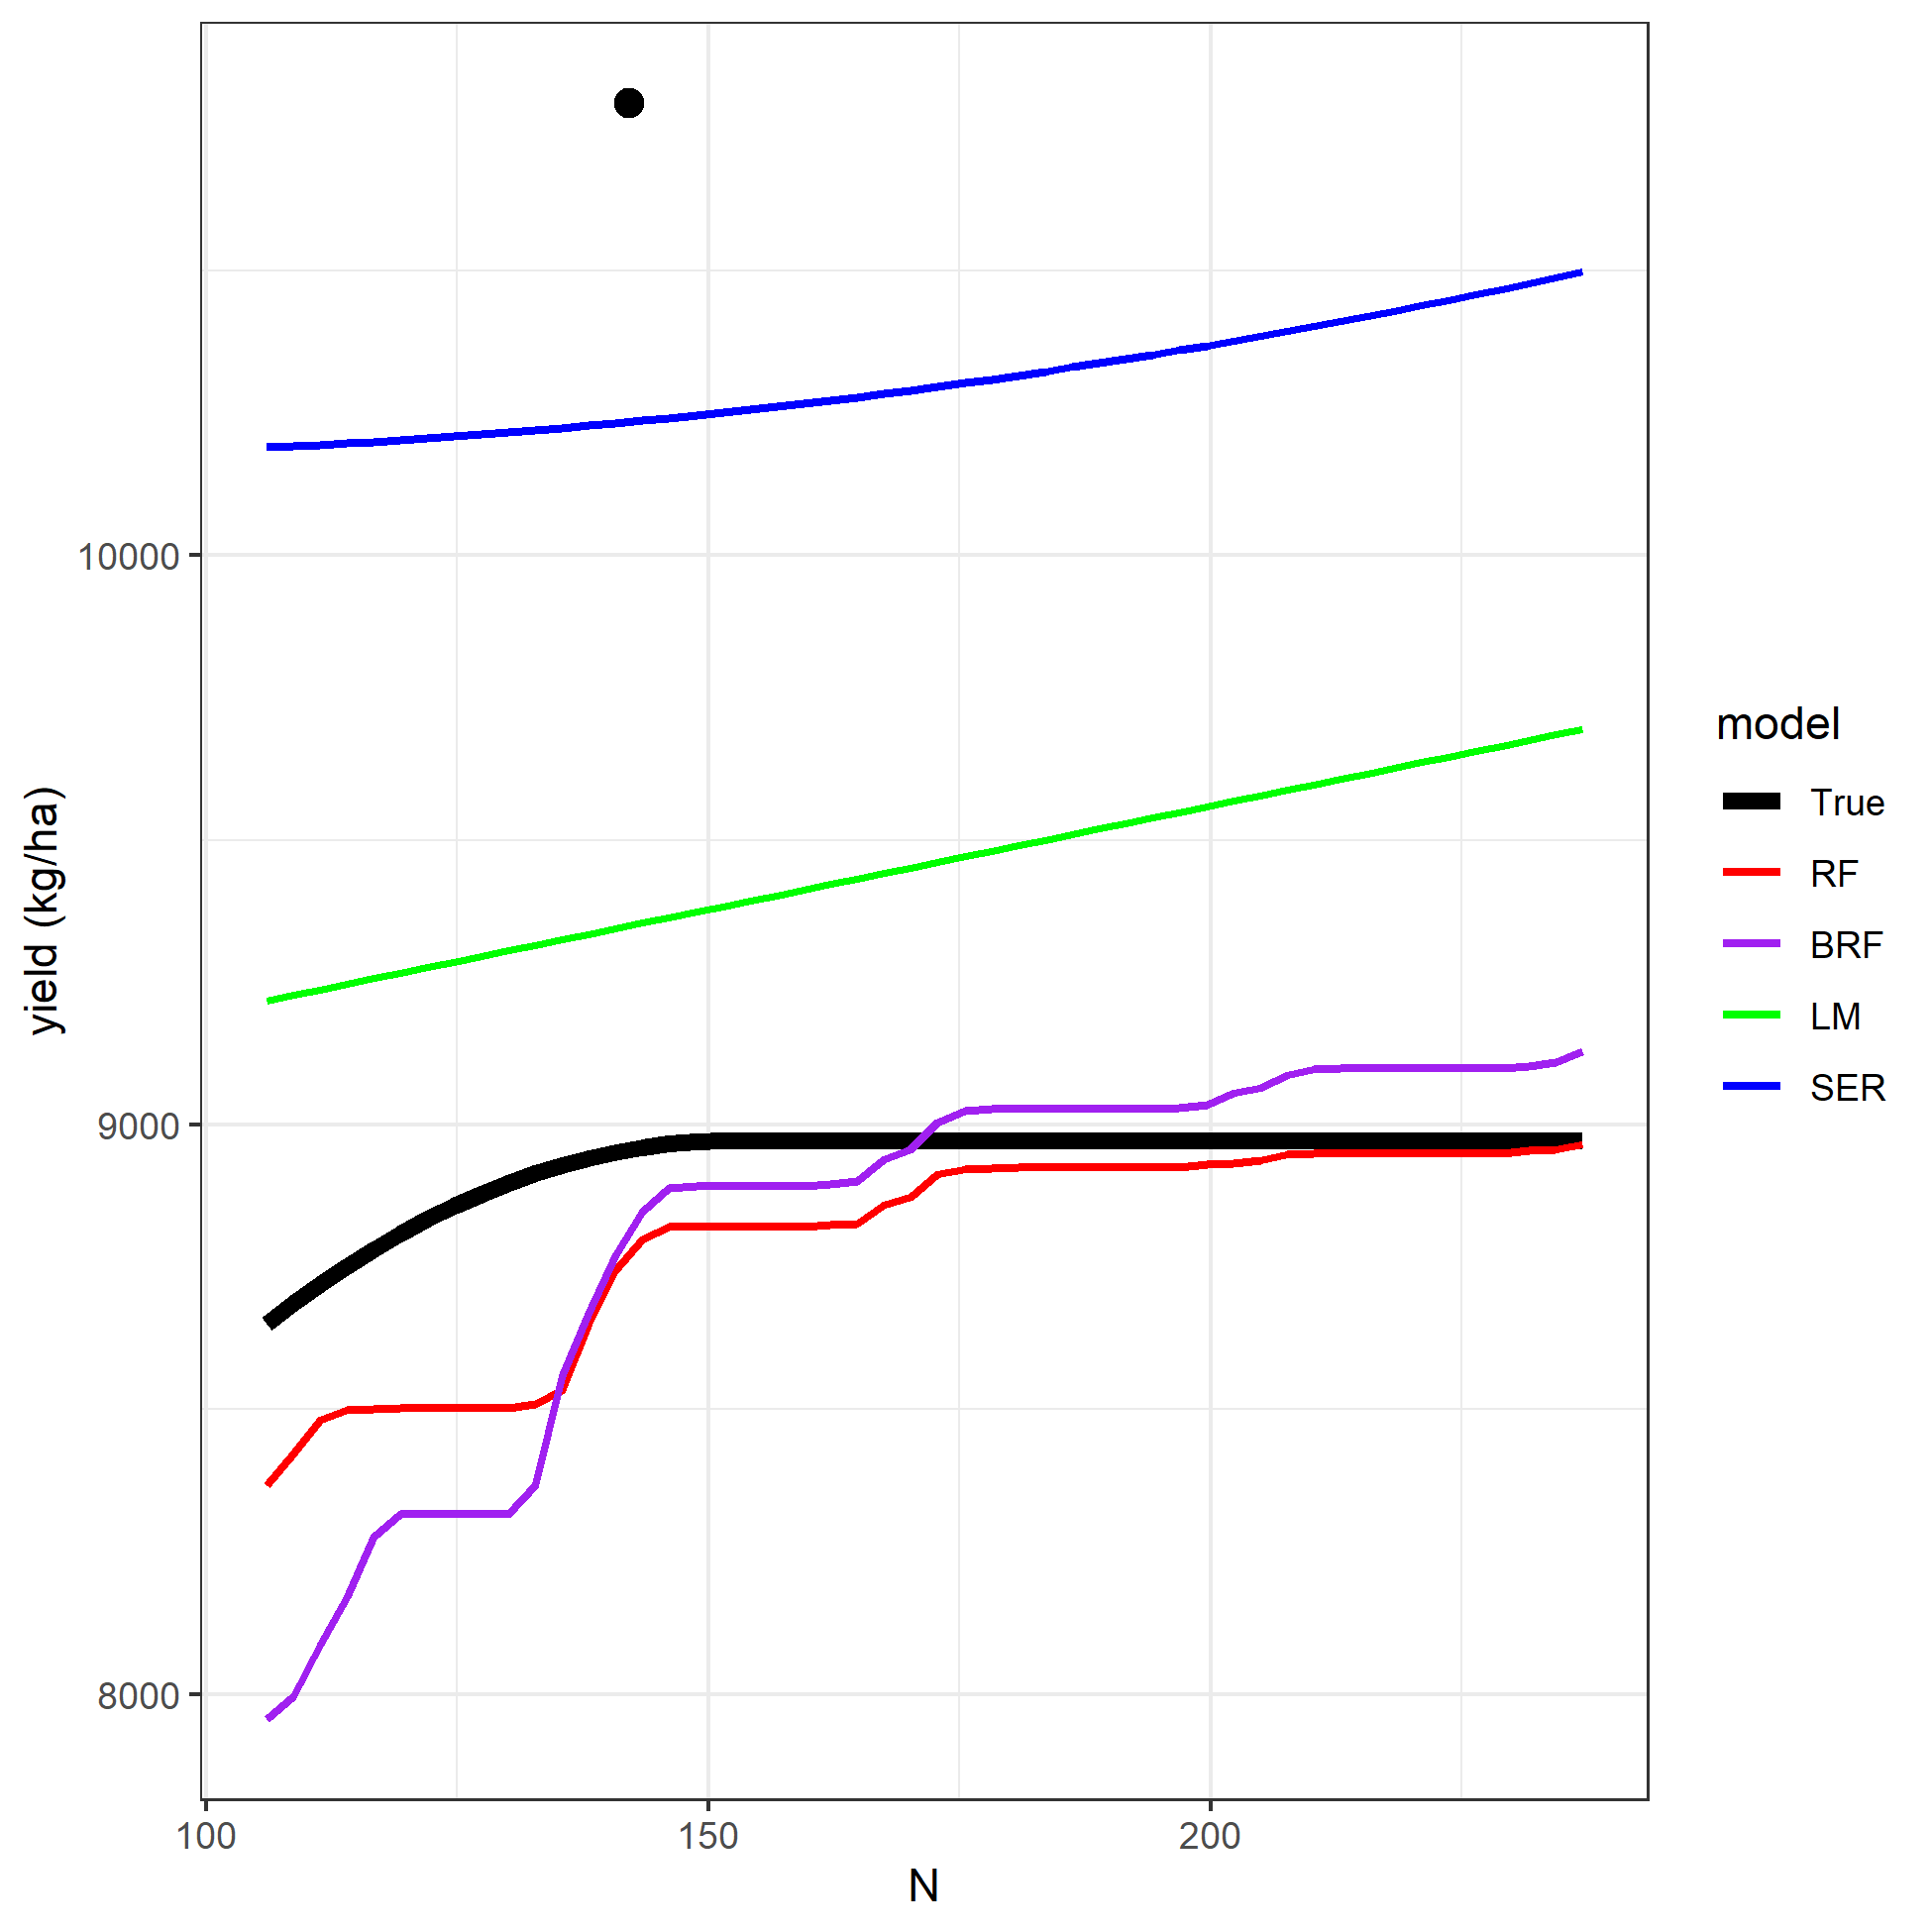 yield (kg/ha)
10000
9000
8000
100
150
200
N
model
True
RF
BRF
LM
SER